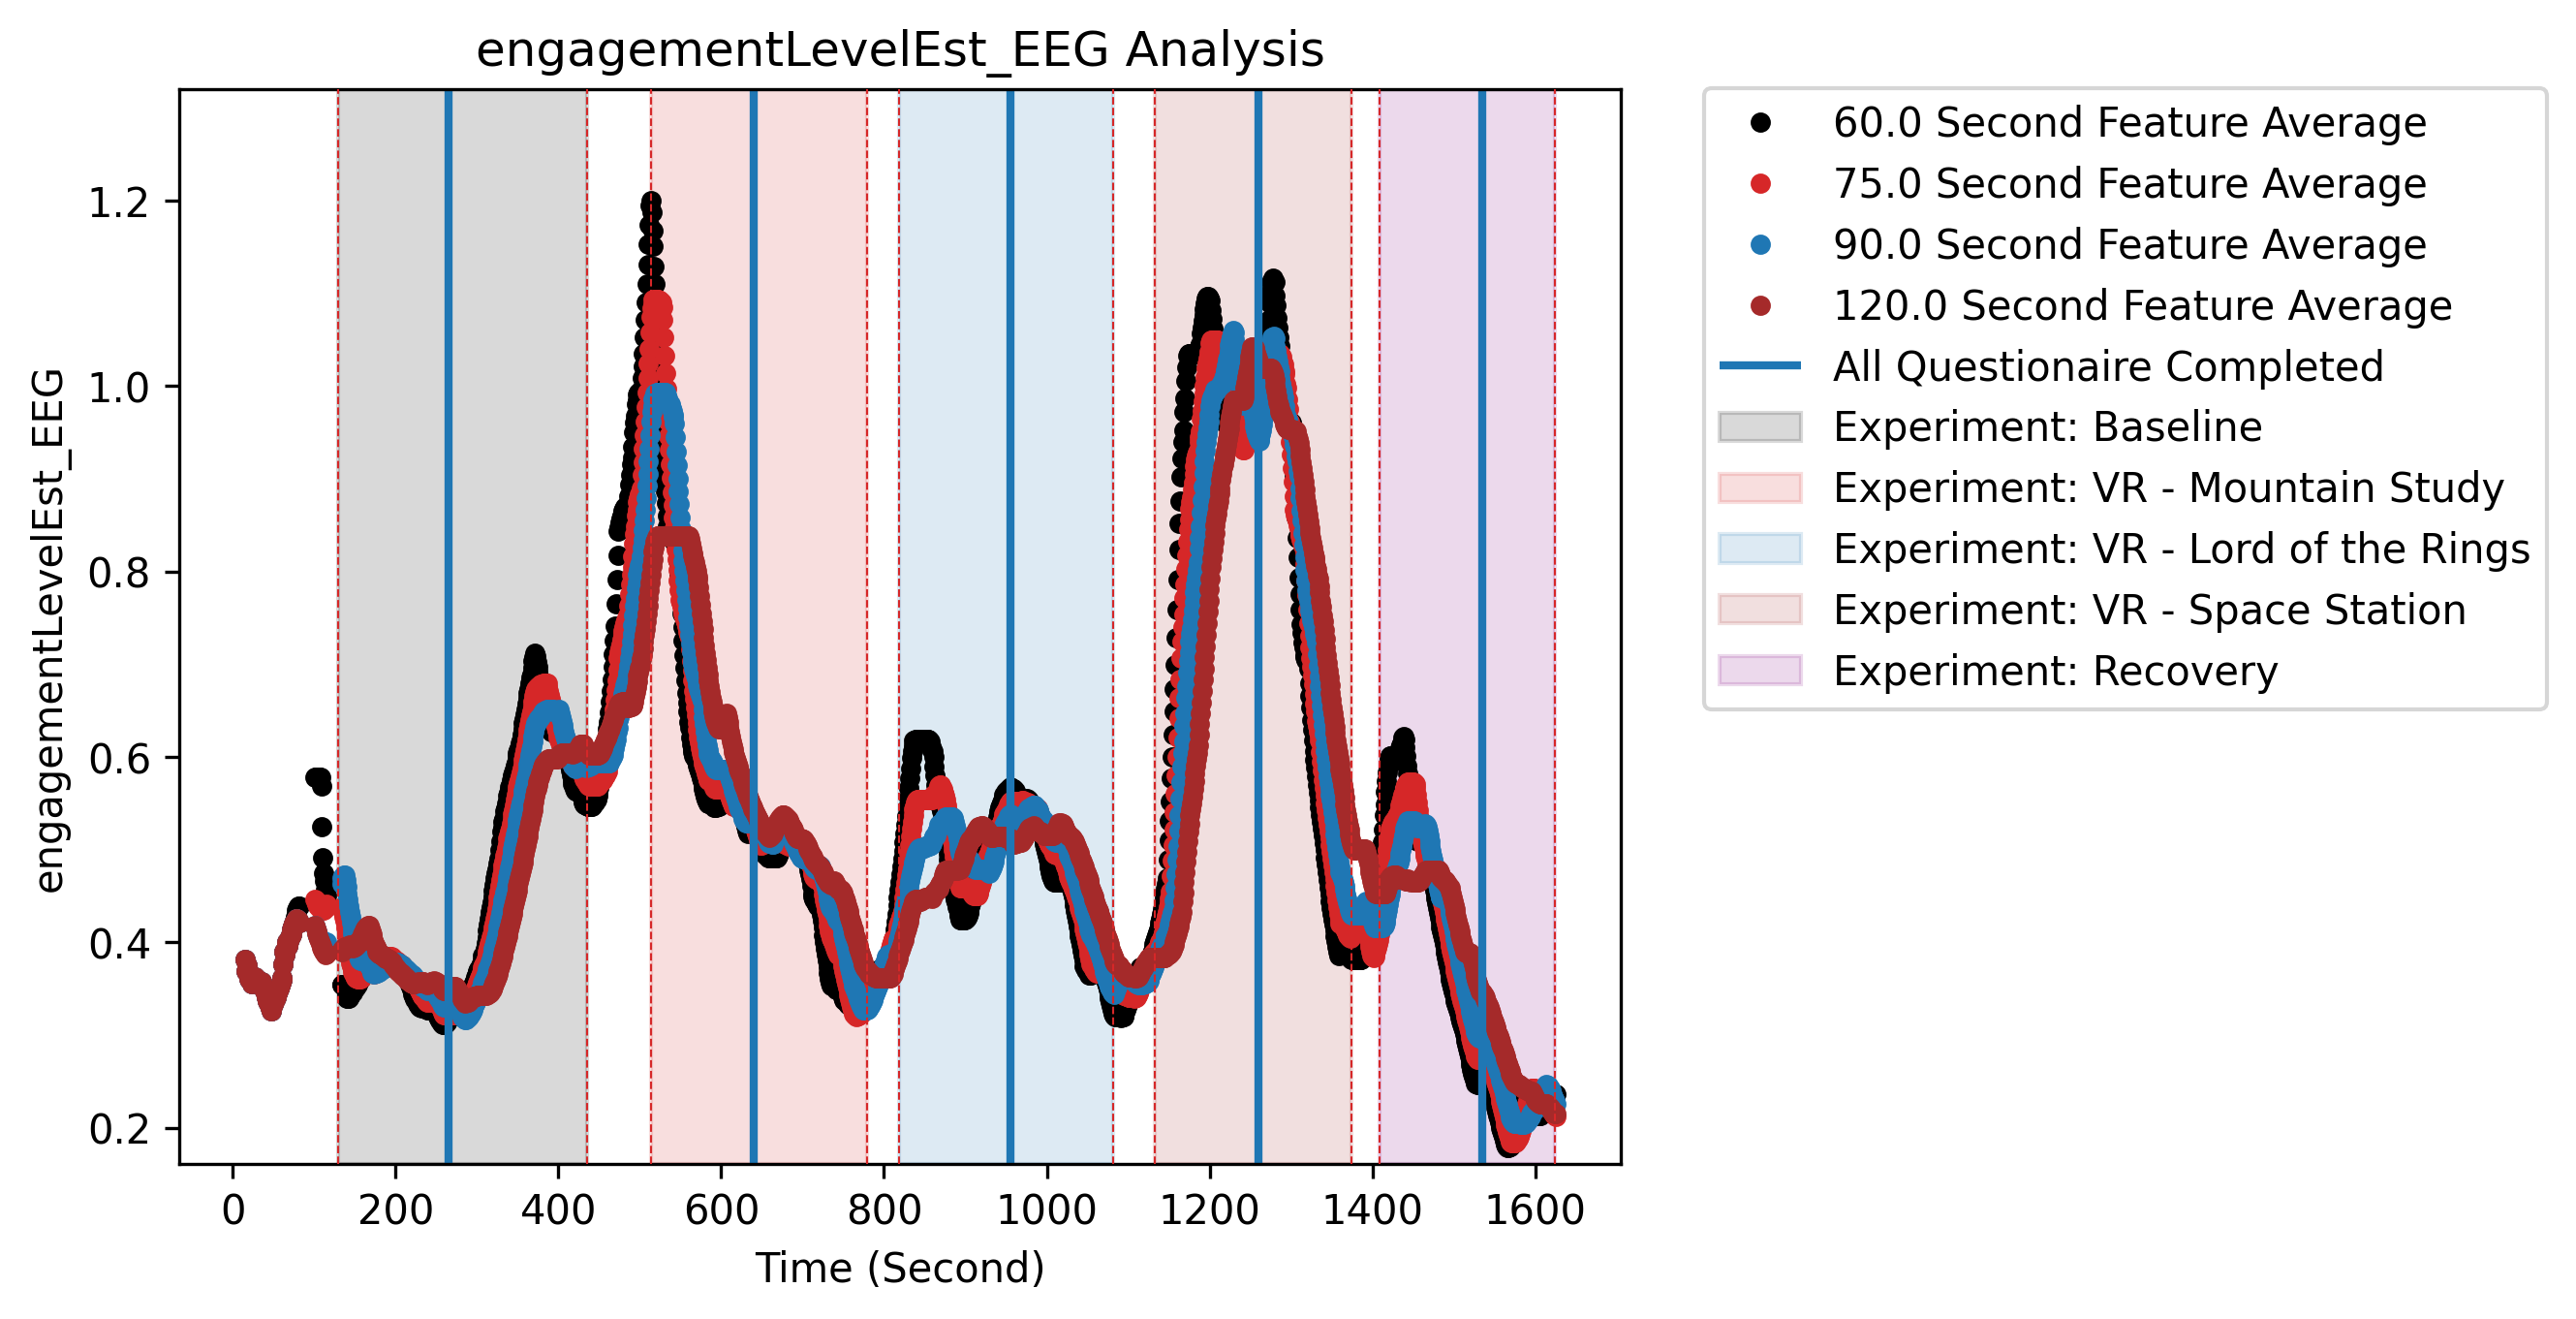 engagementLevelEst_EEG Analysis
engagementLevelEst_EEG
1.2
1.0
0.8
0.6
0.4
0.2
0 200 400 600 800 1000 1200 1400 1600
Time (Second)
60.0 Second Feature Average
75.0 Second Feature Average
90.0 Second Feature Average
120.0 Second Feature Average
All Questionaire Completed
Experiment: Baseline
Experiment: VR - Mountain Study
Experiment: VR - Lord of the Rings
Experiment: VR - Space Station
Experiment: Recovery